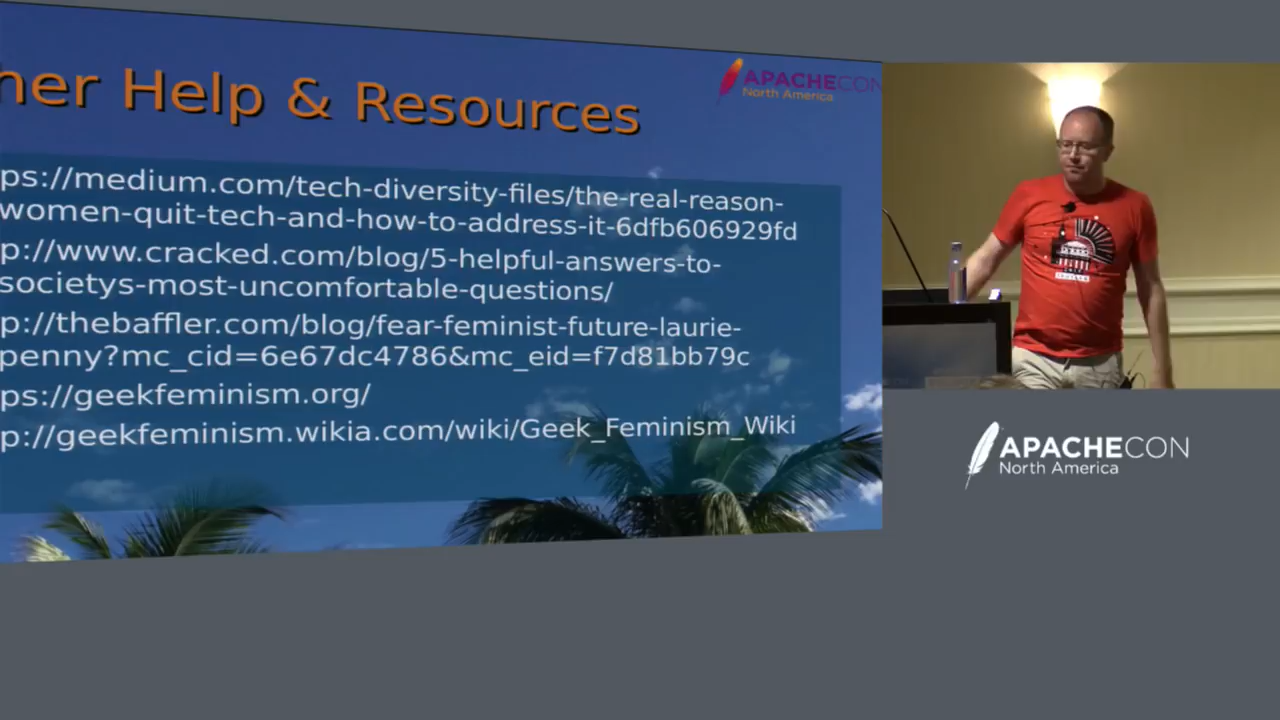 her Help & Resources
APACHECON
North America
ps://medium.com/tech-diversity-files/the-real-reason-
women-quit-tech-and-how-to-address-it-6dfb606929fd
p://www.cracked.com/blog/5-helpful-answers-to-
societys-most-uncomfortable-questions/
p://thebaffler.com/blog/fear-feminist-future-laurie-
penny?mc_cid=6e67dc4786&mc_eid=f7d81bb79c
ps://geekfeminism.org/
p://geekfeminism.wikia.com/wiki/Geek_Feminism_Wiki
APACHECON
North America